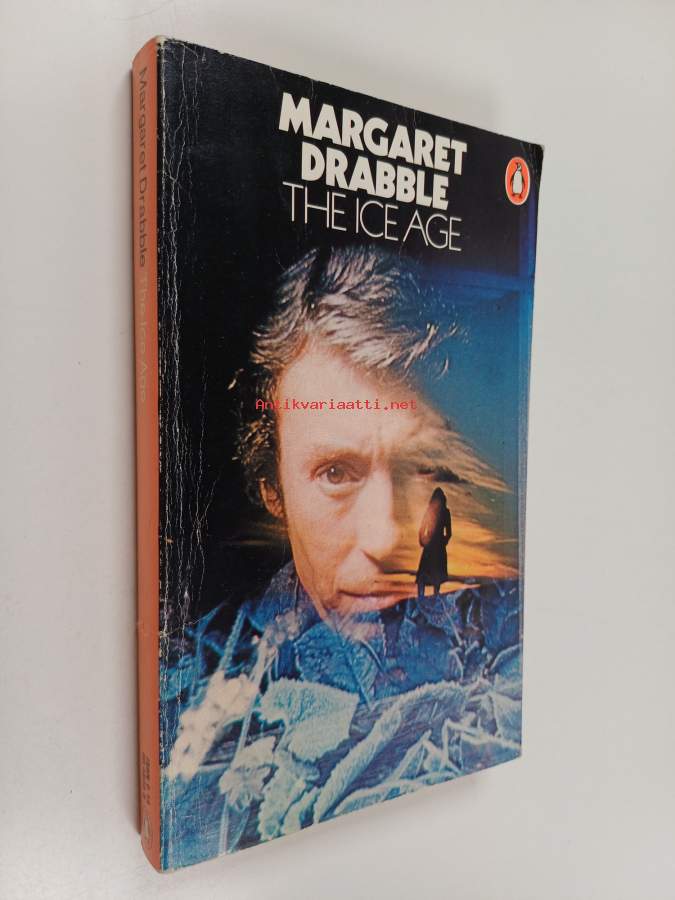 MARGARET
DRABBLE
THE ICE AGE
Margaret Drabble The Ice Age
Antikvariaatti.net